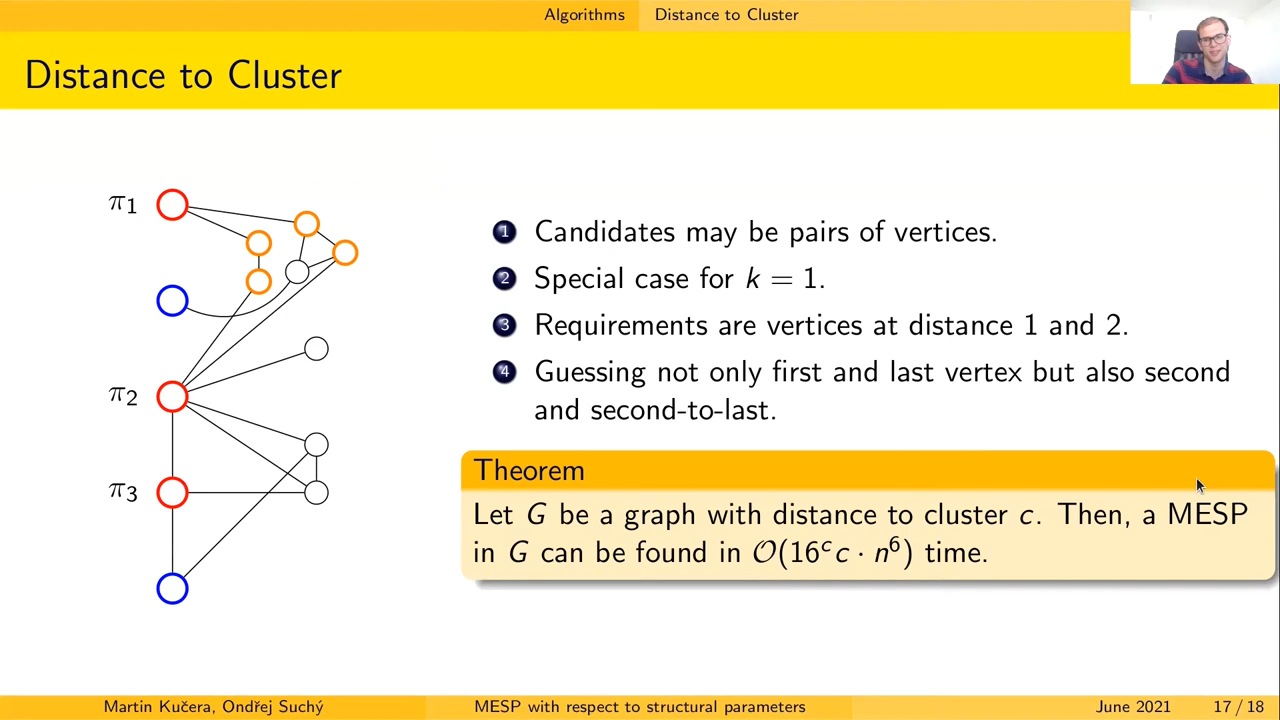 Algorithms Distance to Cluster
Distance to Cluster
π1
π2
π3
1 Candidates may be pairs of vertices.
2 Special case for k = 1.
3 Requirements are vertices at distance 1 and 2.
4 Guessing not only first and last vertex but also second
and second-to-last.
Theorem
Let G be a graph with distance to cluster c. Then, a MESP
in G can be found in 𝒪(16^c c · n^6) time.
Martin Kučera, Ondřej Suchý MESP with respect to structural parameters June 2021 17 / 18